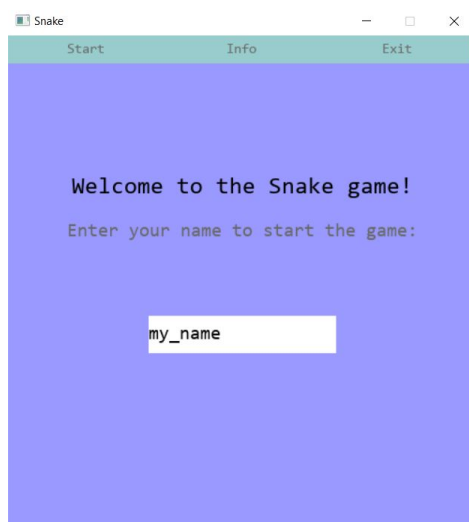 Snake
Start Info Exit
Welcome to the Snake game!
Enter your name to start the game:
my_name